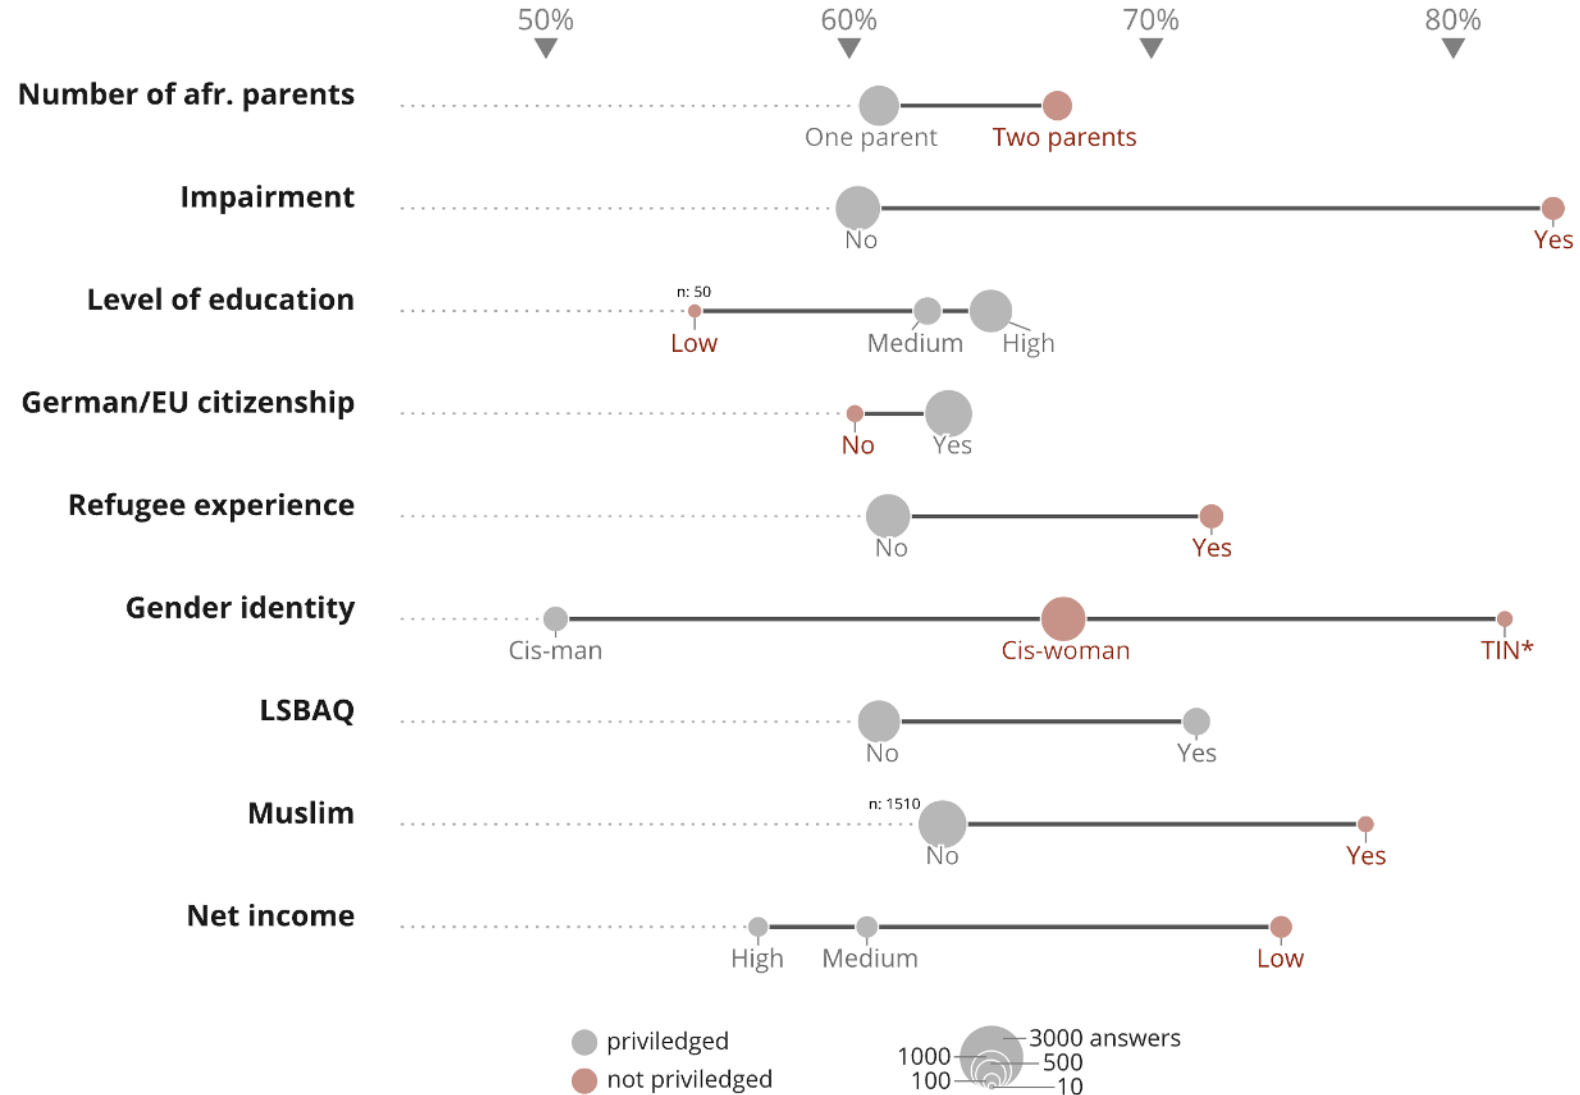 50% 60% 70% 80%
Number of afr. parents
One parent Two parents
Impairment
No Yes
Level of education
n: 50
Low Medium High
German/EU citizenship
No Yes
Refugee experience
No Yes
Gender identity
Cis-man Cis-woman TIN*
LSBAQ
No Yes
Muslim
n: 1510
No Yes
Net income
High Medium Low
priviledged
not priviledged
3000 answers
1000
500
100
10